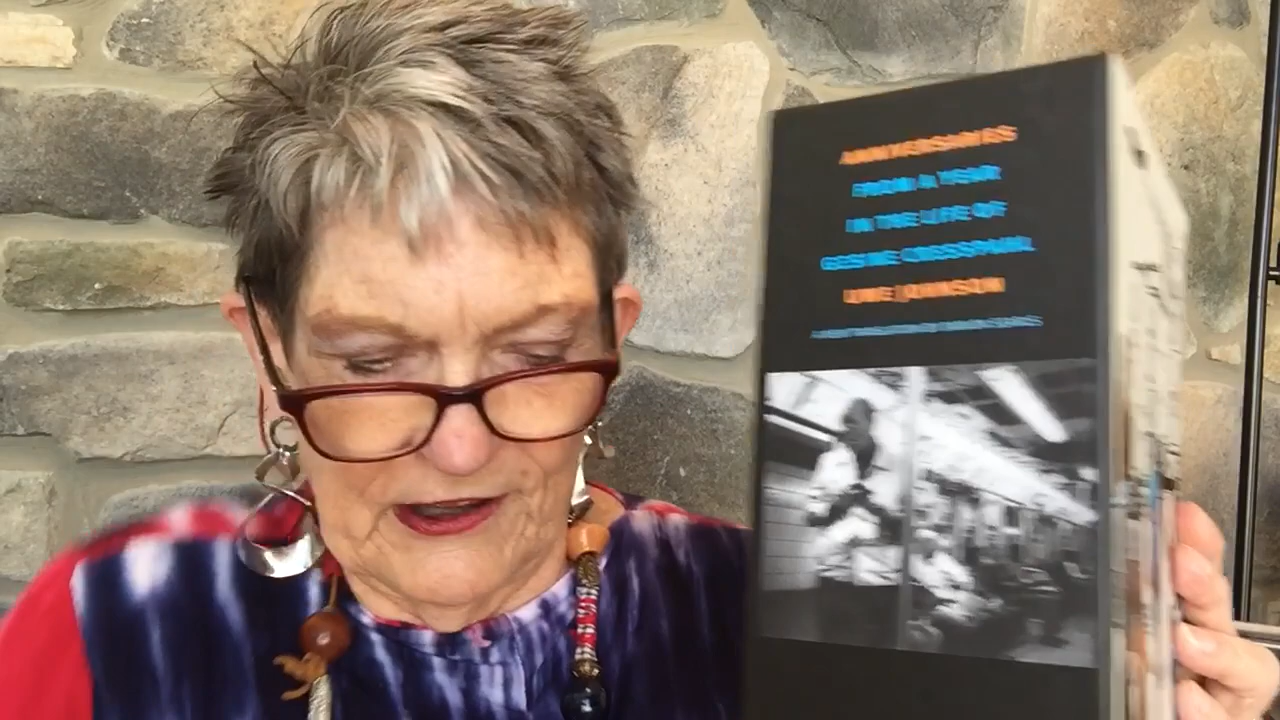 ANNIVERSARIES
FROM A YEAR
IN THE LIFE OF
GESINE CRESSPAHL
UWE JOHNSON